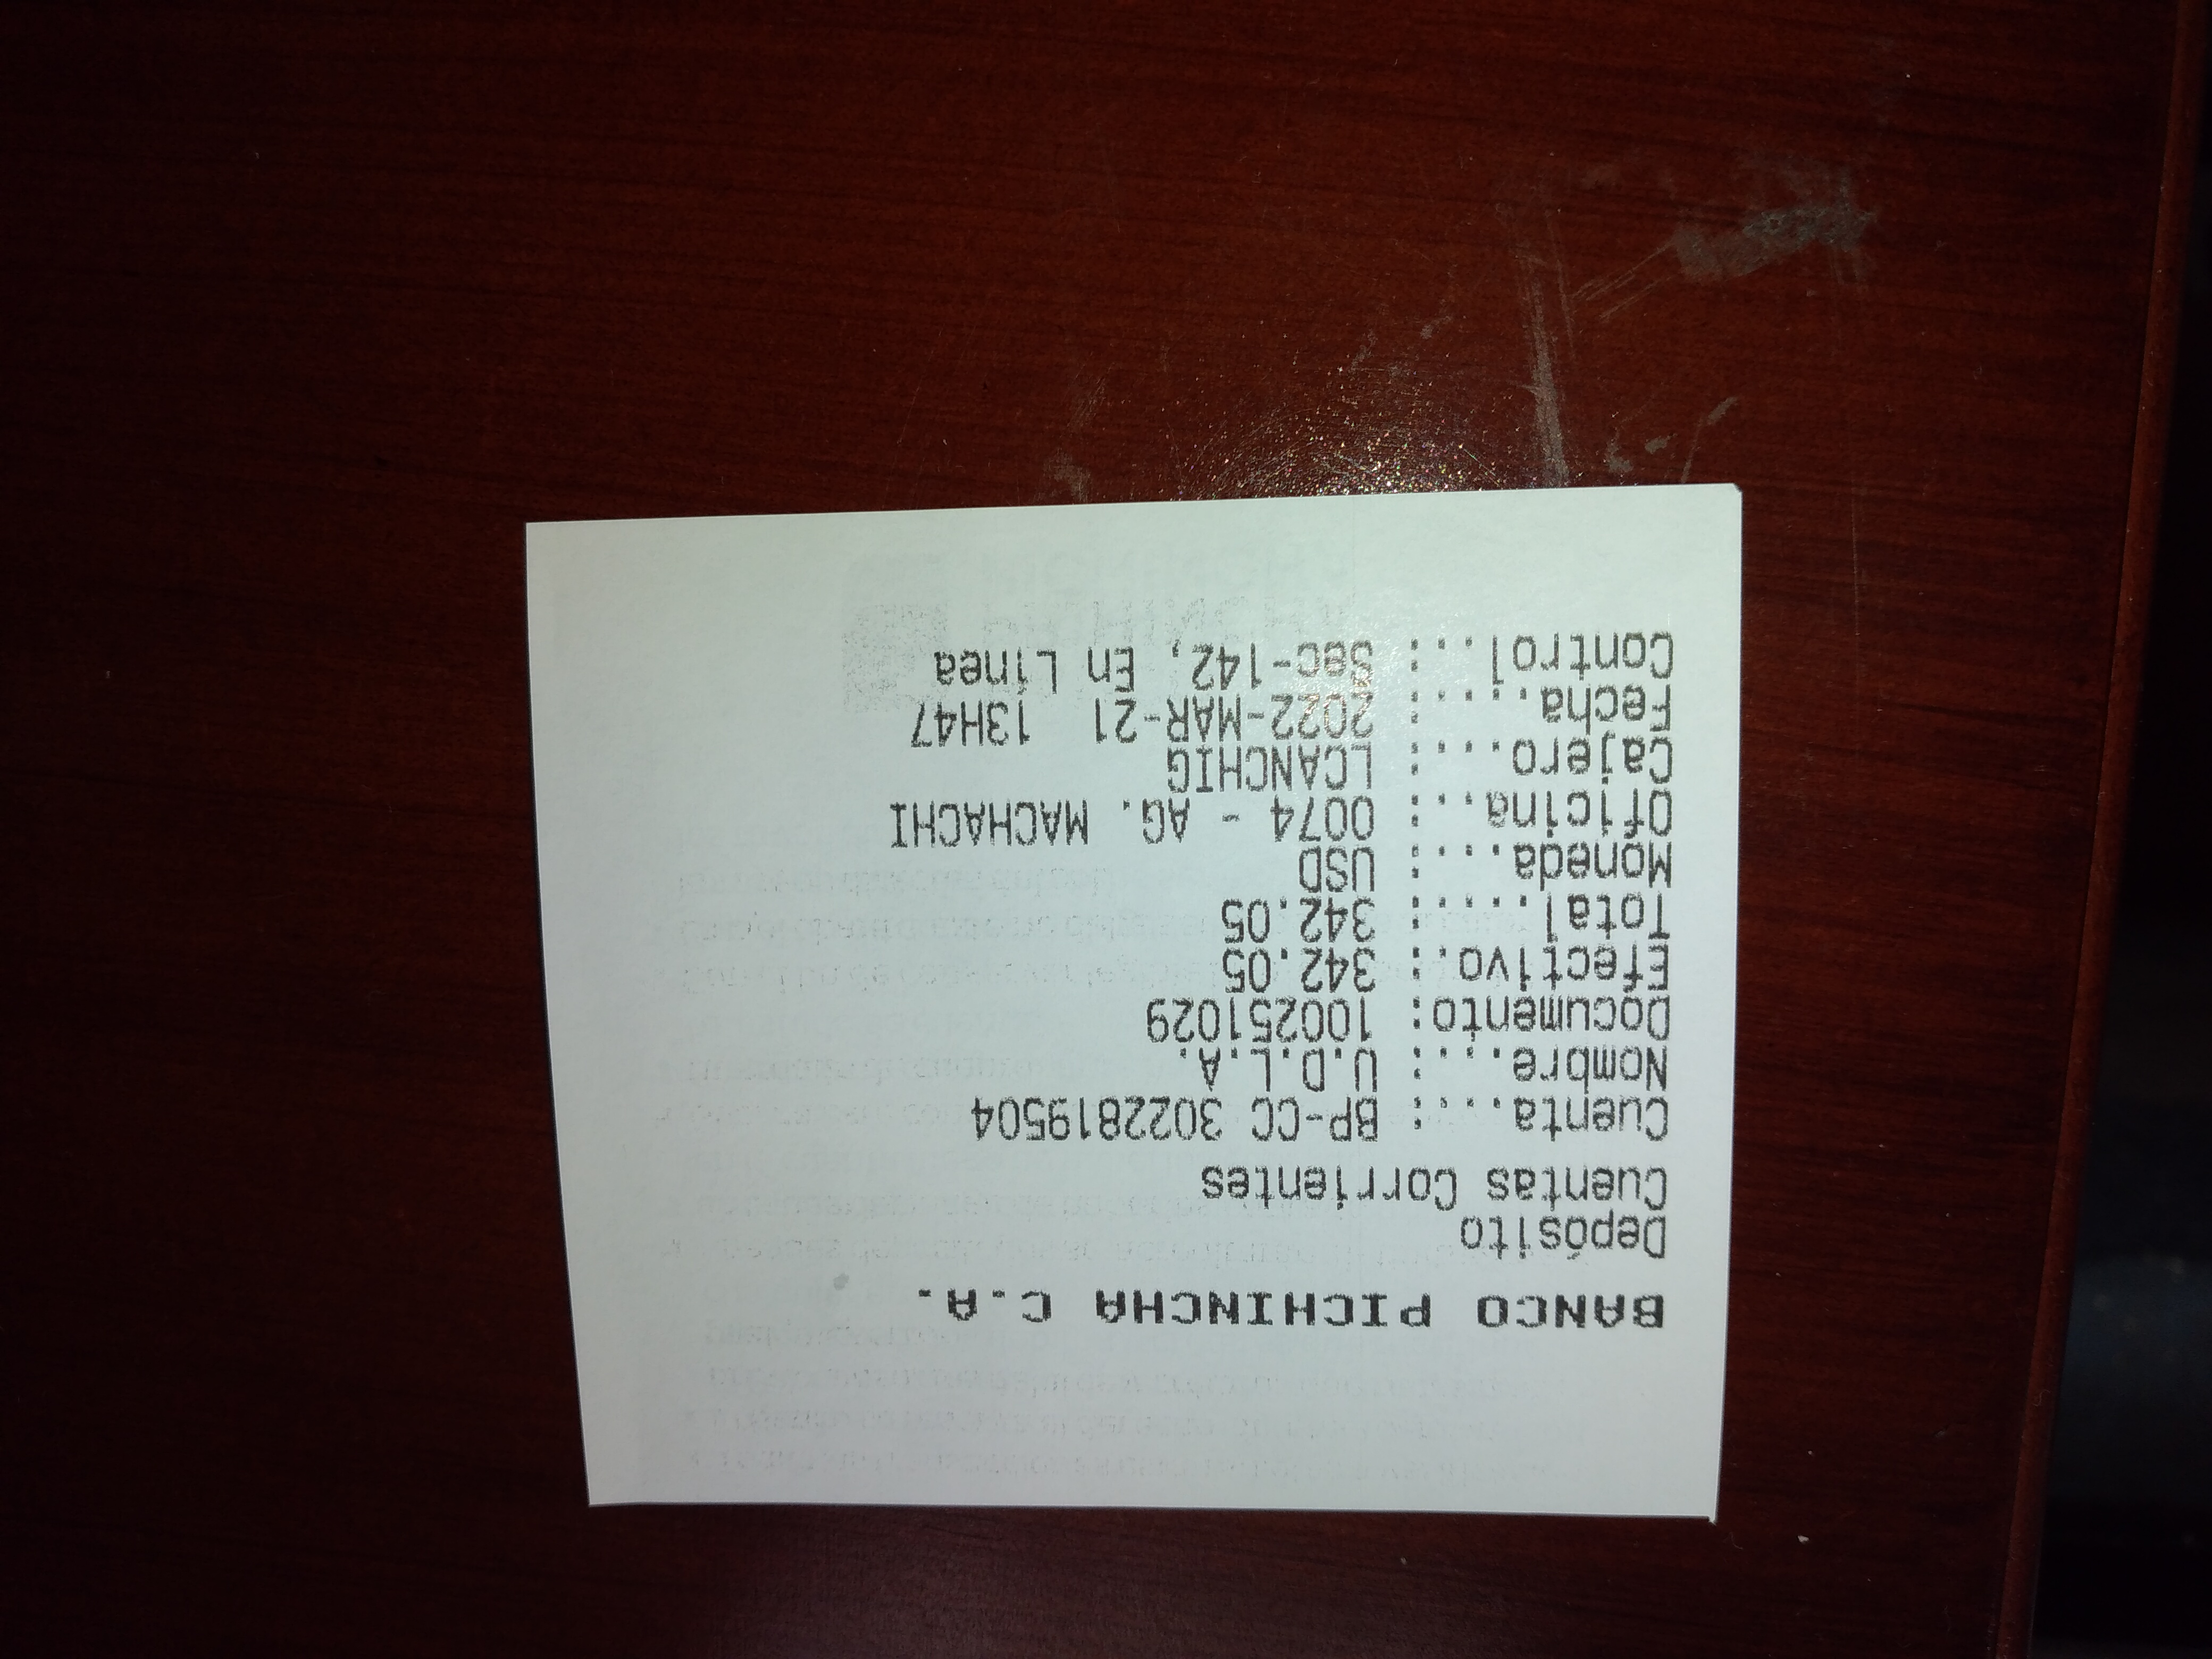 BANCO PICHINCHA C.A.
Depósito
Cuentas Corrientes
Cuenta....: BP-CC 3022819504
Nombre....: U.D.L.A.
Documento: 100251029
Efectivo.: 342.05
Total.....: 342.05
Moneda....: USD
Oficina...: 0074 - AG. MACHACHI
Cajero....: LCANCHIG
Fecha.....: 2022-MAR-21 13H47
Control...: Sec-142, En Línea